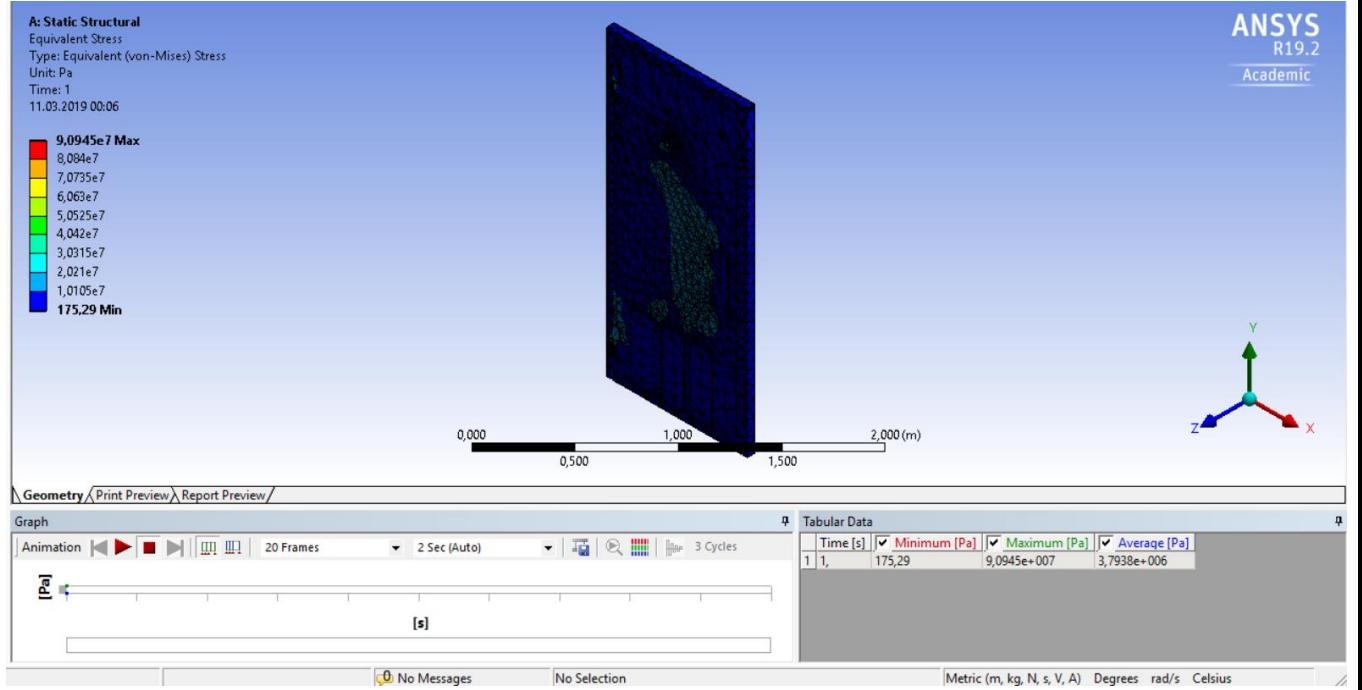 A: Static Structural
Equivalent Stress
Type: Equivalent (von-Mises) Stress
Unit: Pa
Time: 1
11.03.2019 00:06
9,0945e7 Max
8,084e7
7,0735e7
6,063e7
5,0525e7
4,042e7
3,0315e7
2,021e7
1,0105e7
175,29 Min
ANSYS
R19.2
Academic
Y
Z
X
0,000 1,000 2,000 (m)
0,500 1,500
Geometry Print Preview Report Preview
Graph
Animation 20 Frames 2 Sec (Auto) 3 Cycles
[Pa]
[s]
Tabular Data
Time [s] Minimum [Pa] Maximum [Pa] Average [Pa]
1 1, 175,29 9,0945e+007 3,7938e+006
0 No Messages No Selection Metric (m, kg, N, s, V, A) Degrees rad/s Celsius